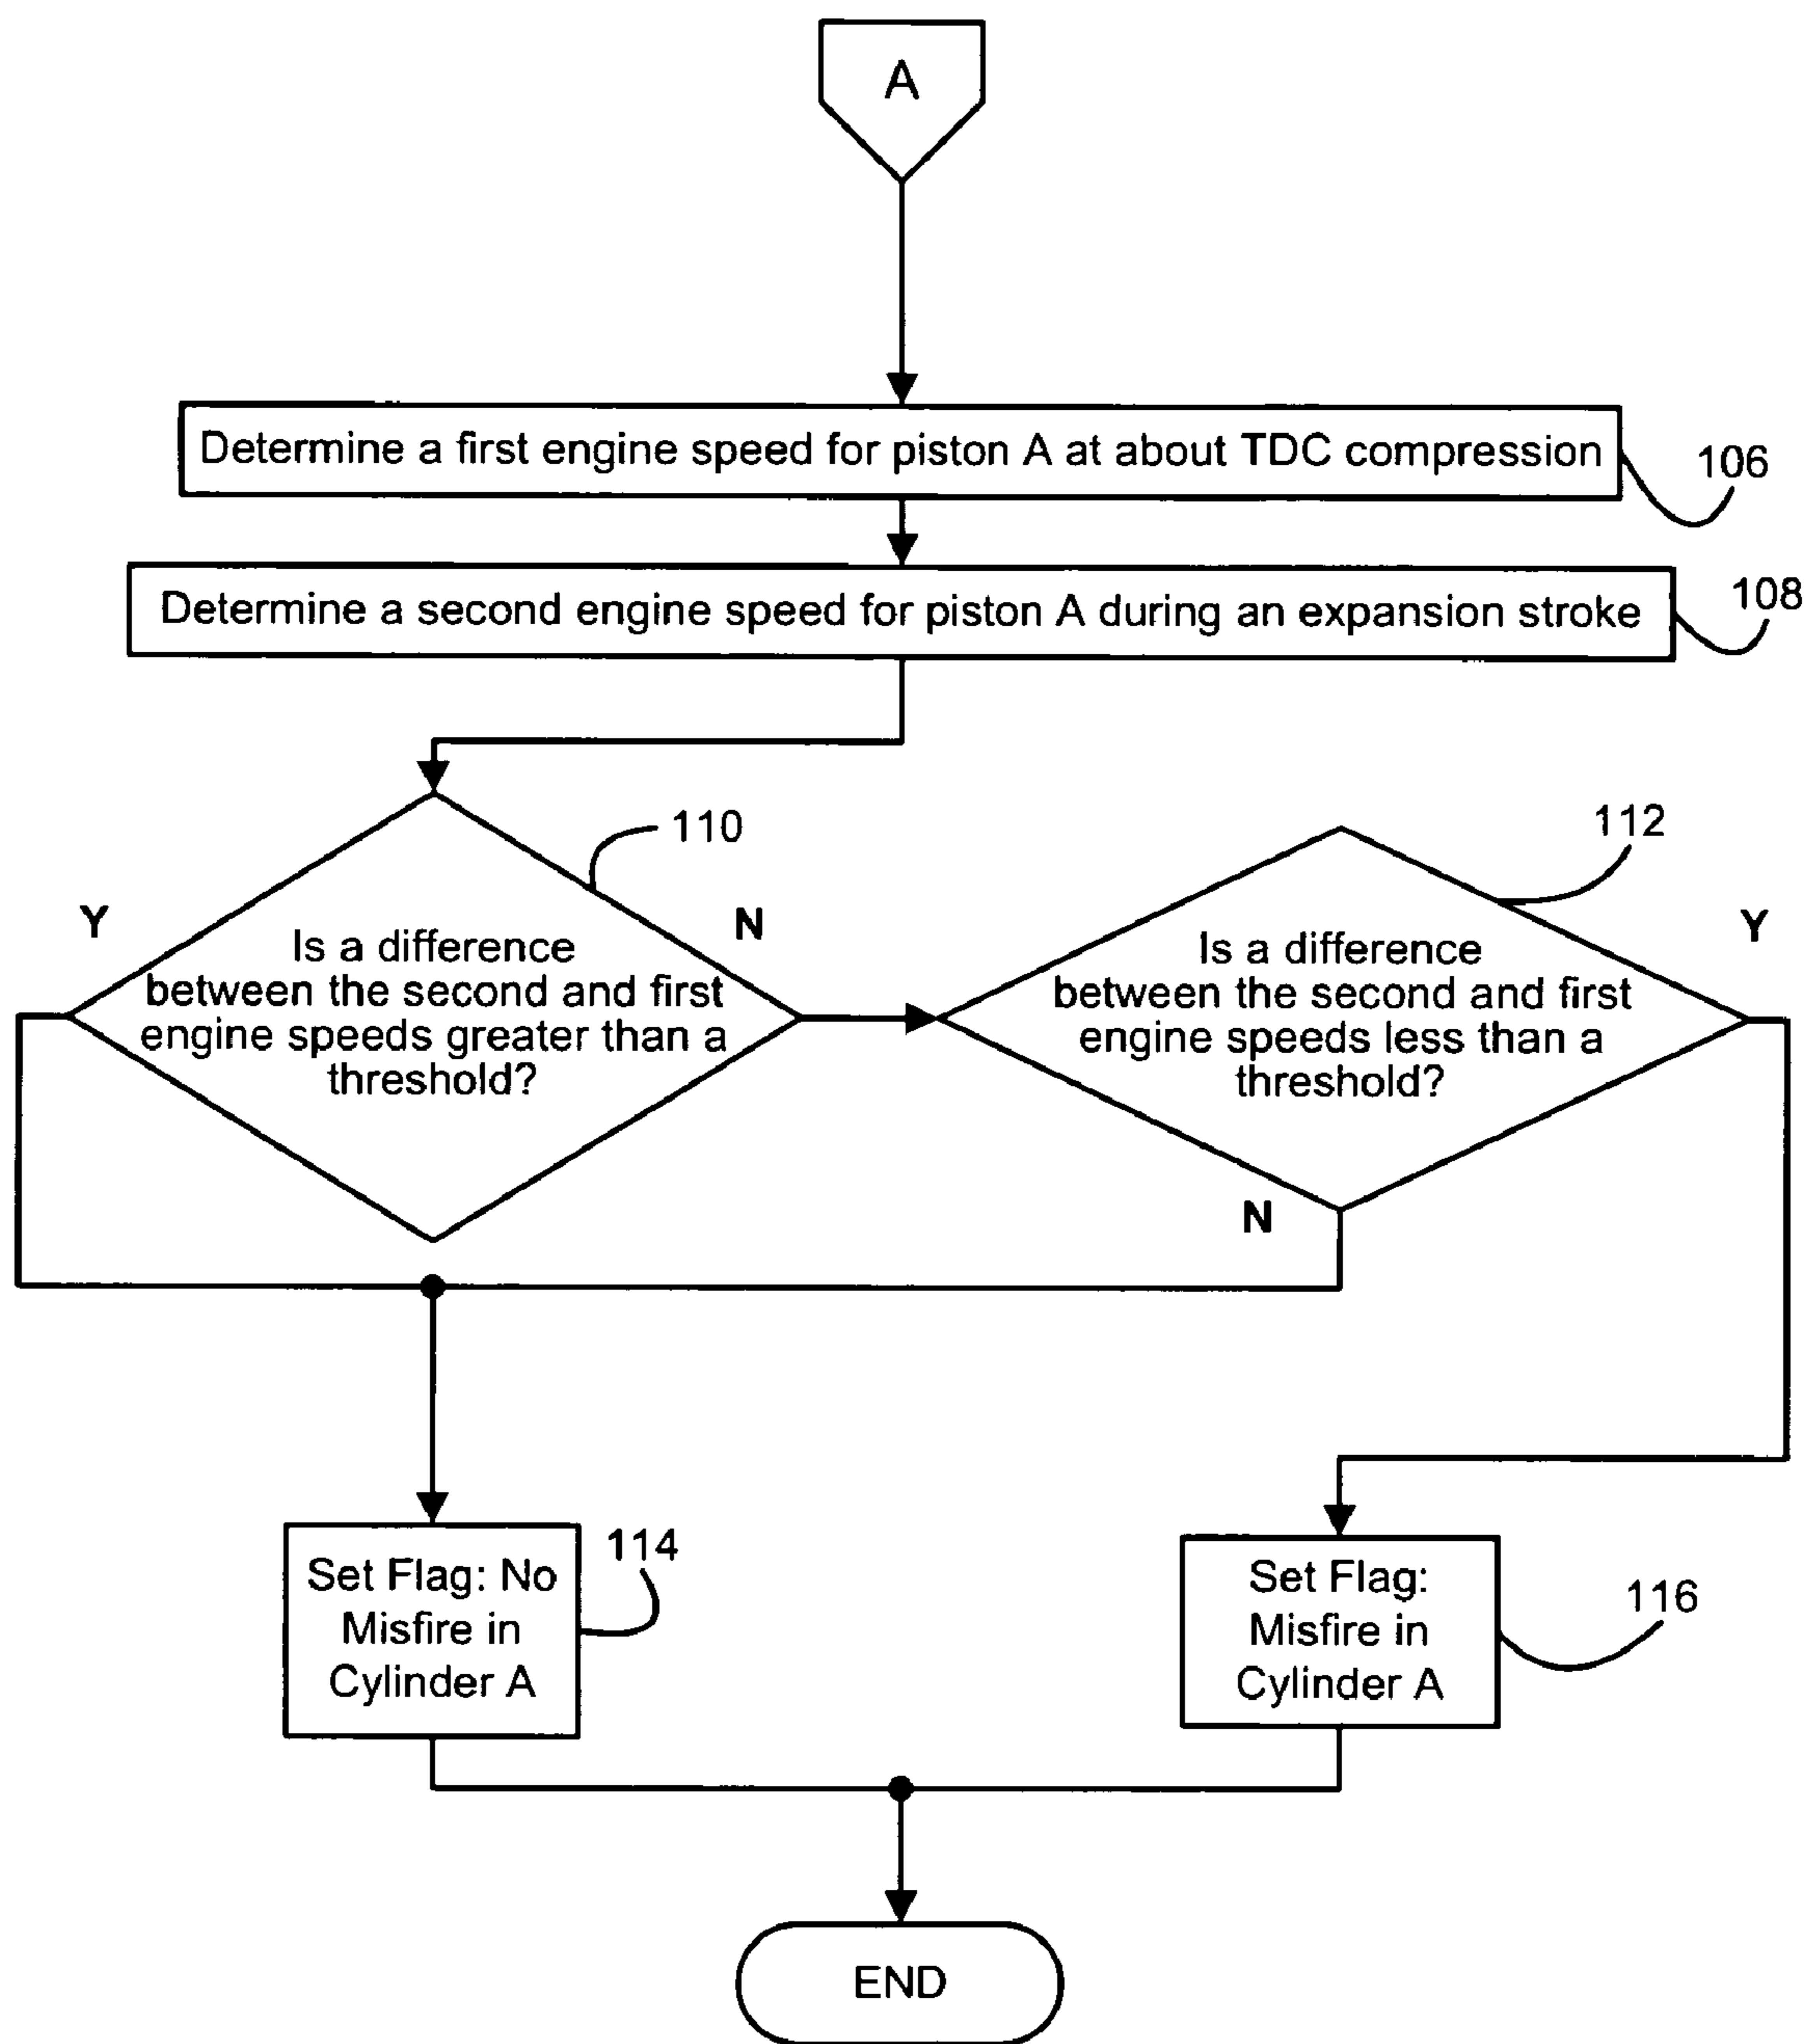 A
Determine a first engine speed for piston A at about TDC compression
106
Determine a second engine speed for piston A during an expansion stroke
108
110
112
Y
N
Y
Is a difference
between the second and first
engine speeds greater than a
threshold?
Is a difference
between the second and first
engine speeds less than a
threshold?
N
Set Flag: No
Misfire in
Cylinder A
114
Set Flag:
Misfire in
Cylinder A
116
END